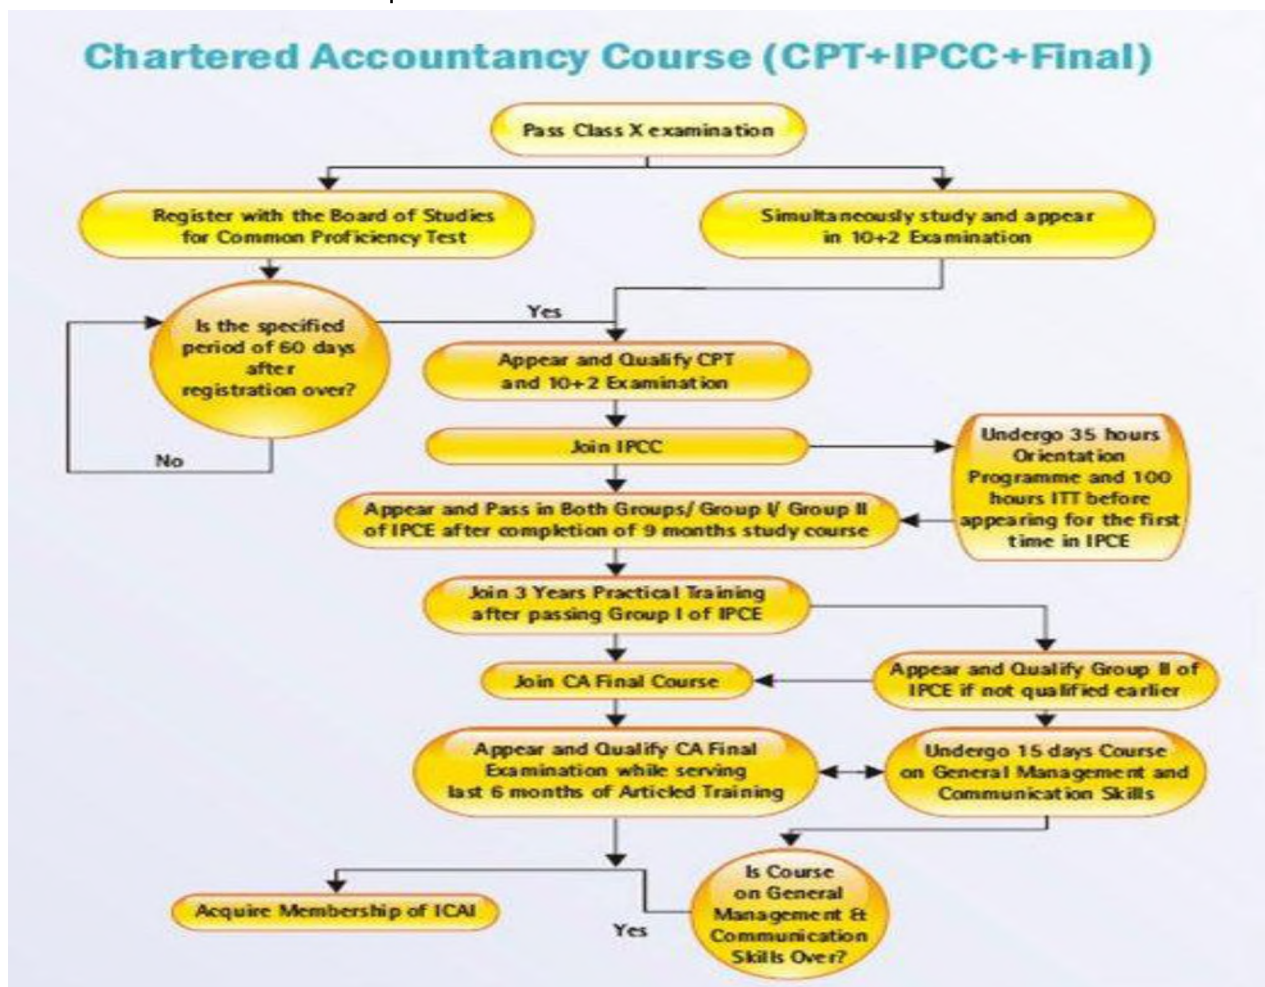 Chartered Accountancy Course (CPT+IPCC+Final)
Pass Class X examination
Register with the Board of Studies
for Common Proficiency Test
Simultaneously study and appear
in 10+2 Examination
Is the specified
period of 60 days
after
registration over?
Yes
No
Appear and Qualify CPT
and 10+2 Examination
Join IPCC
Undergo 35 hours
Orientation
Programme and 100
hours ITT before
appearing for the first
time in IPCE
Appear and Pass in Both Groups/ Group I/ Group II
of IPCE after completion of 9 months study course
Join 3 Years Practical Training
after passing Group I of IPCE
Join CA Final Course
Appear and Qualify Group II of
IPCE if not qualified earlier
Appear and Qualify CA Final
Examination while serving
last 6 months of Articled Training
Undergo 15 days Course
on General Management and
Communication Skills
Is Course
on General
Management &
Communication
Skills Over?
Yes
Acquire Membership of ICAI